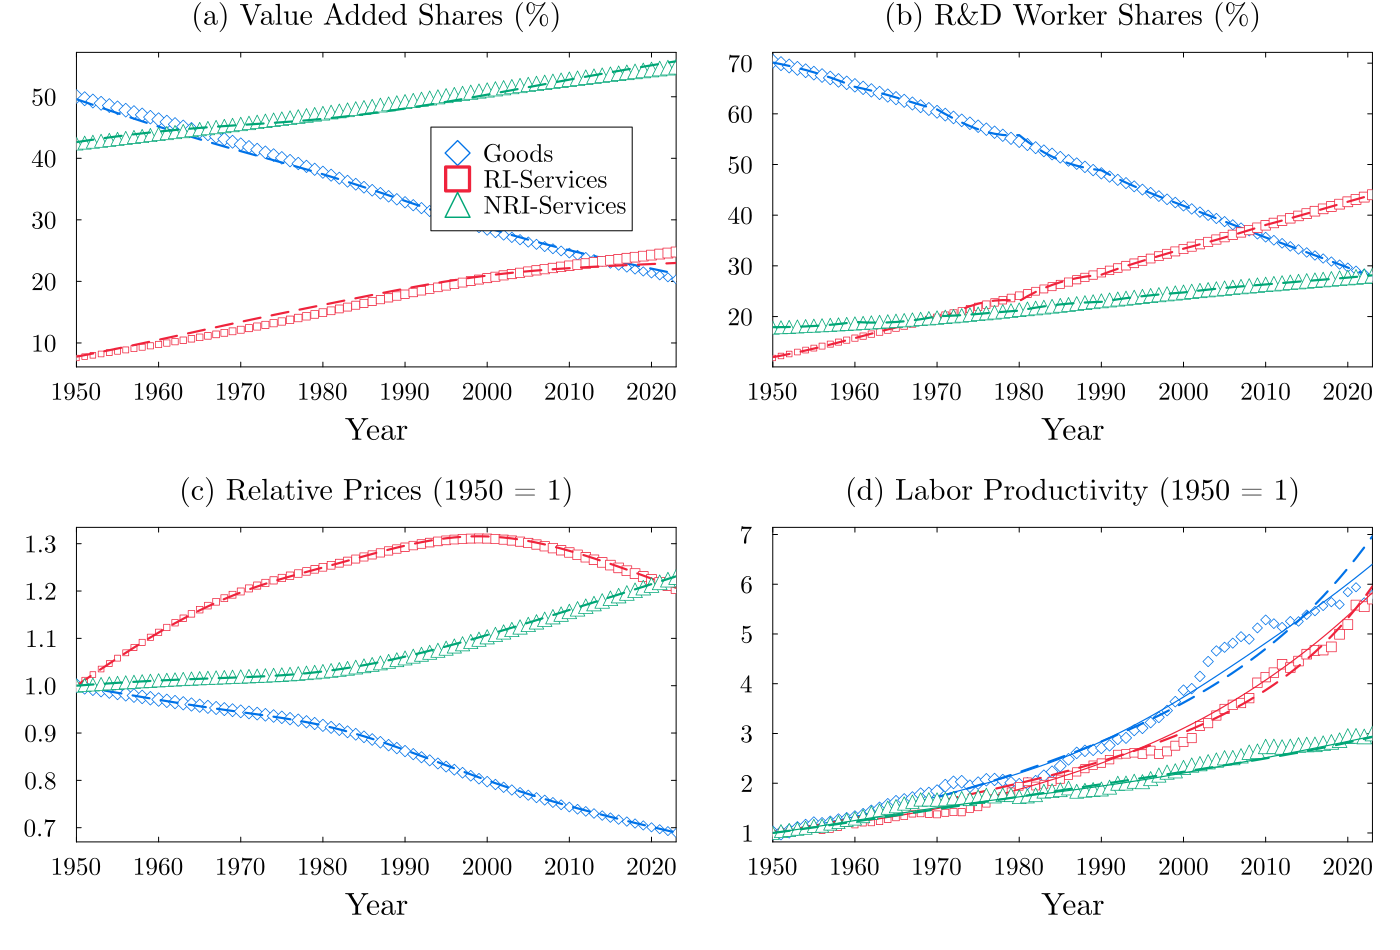 (a) Value Added Shares (%)
50
40
30
20
10
1950 1960 1970 1980 1990 2000 2010 2020
Year
Goods
RI-Services
NRI-Services
(b) R&D Worker Shares (%)
70
60
50
40
30
20
1950 1960 1970 1980 1990 2000 2010 2020
Year
(c) Relative Prices (1950 = 1)
1.3
1.2
1.1
1.0
0.9
0.8
0.7
1950 1960 1970 1980 1990 2000 2010 2020
Year
(d) Labor Productivity (1950 = 1)
7
6
5
4
3
2
1
1950 1960 1970 1980 1990 2000 2010 2020
Year